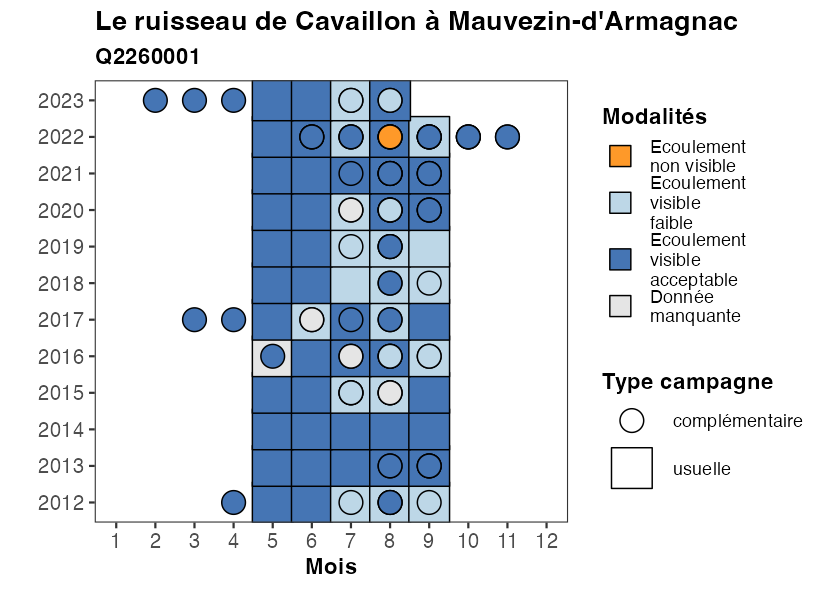 Le ruisseau de Cavaillon à Mauvezin-d'Armagnac
Q2260001
2023
2022
2021
2020
2019
2018
2017
2016
2015
2014
2013
2012
1 2 3 4 5 6 7 8 9 10 11 12
Mois
Modalités
Ecoulement
non visible
Ecoulement
visible
faible
Ecoulement
visible
acceptable
Donnée
manquante
Type campagne
complémentaire
usuelle